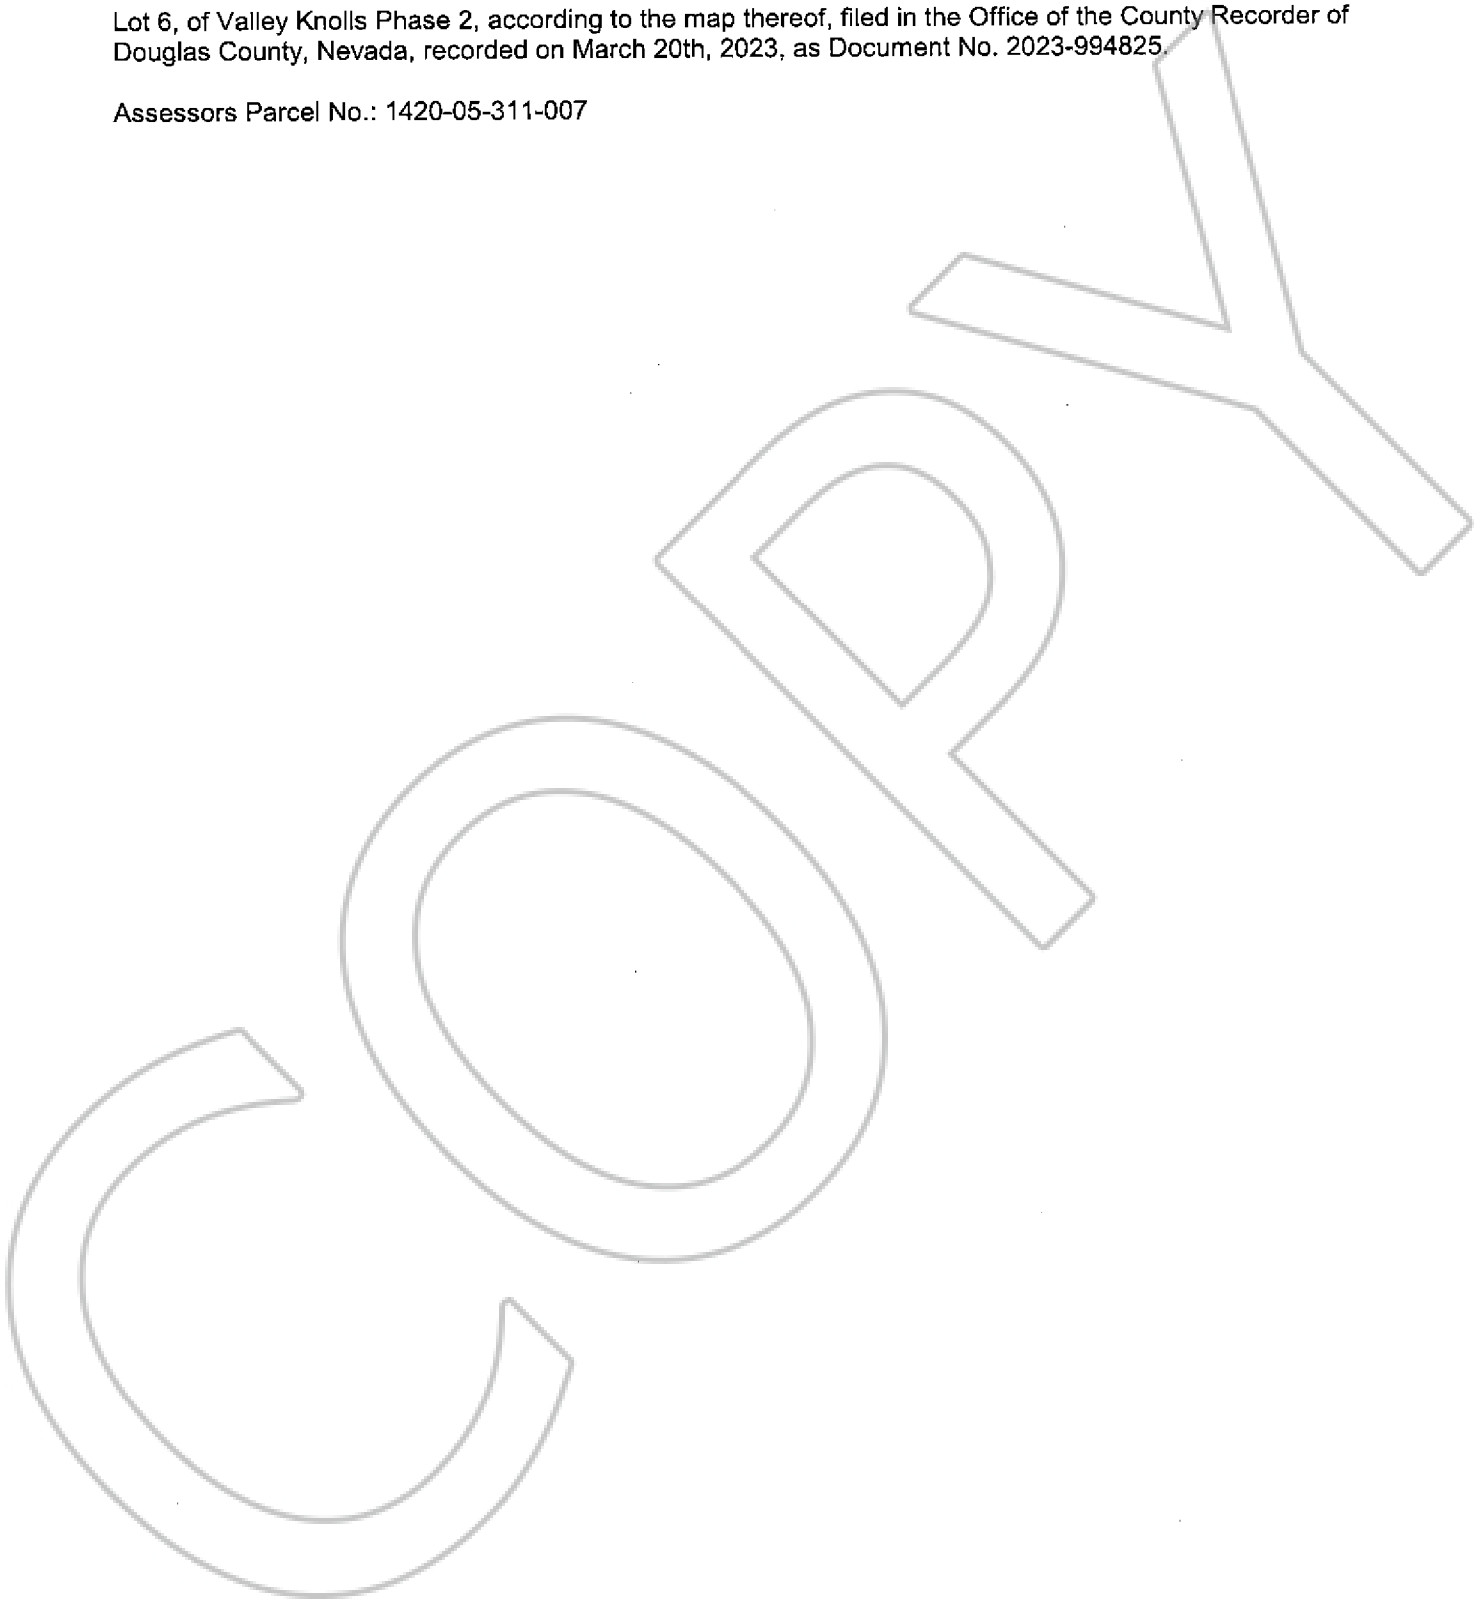 Lot 6, of Valley Knolls Phase 2, according to the map thereof, filed in the Office of the County Recorder of
Douglas County, Nevada, recorded on March 20th, 2023, as Document No. 2023-994825.
Assessors Parcel No.: 1420-05-311-007
COPY